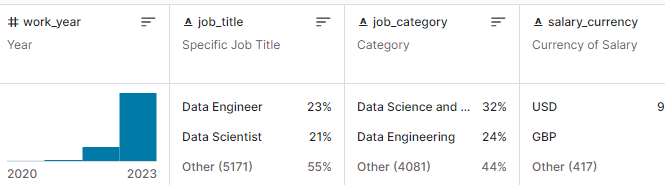 # work_year
Year
2020 2023
A job_title
Specific Job Title
Data Engineer 23%
Data Scientist 21%
Other (5171) 55%
A job_category
Category
Data Science and ... 32%
Data Engineering 24%
Other (4081) 44%
A salary_currency
Currency of Salary
USD 9
GBP
Other (417)